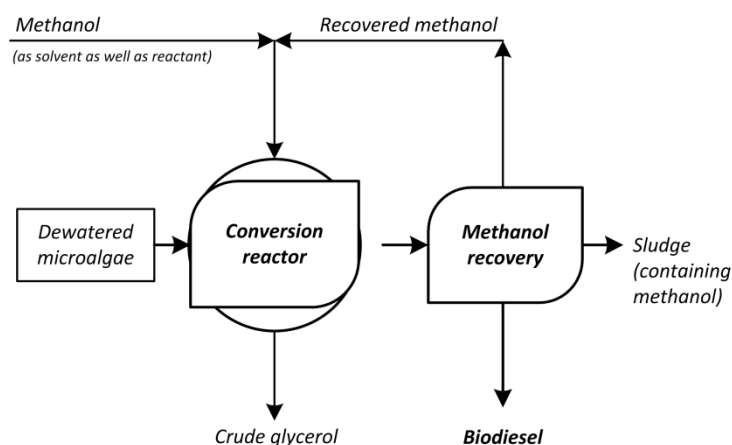 Methanol
(as solvent as well as reactant)
Recovered methanol
Dewatered
microalgae
Conversion
reactor
Methanol
recovery
Sludge
(containing
methanol)
Crude glycerol
Biodiesel